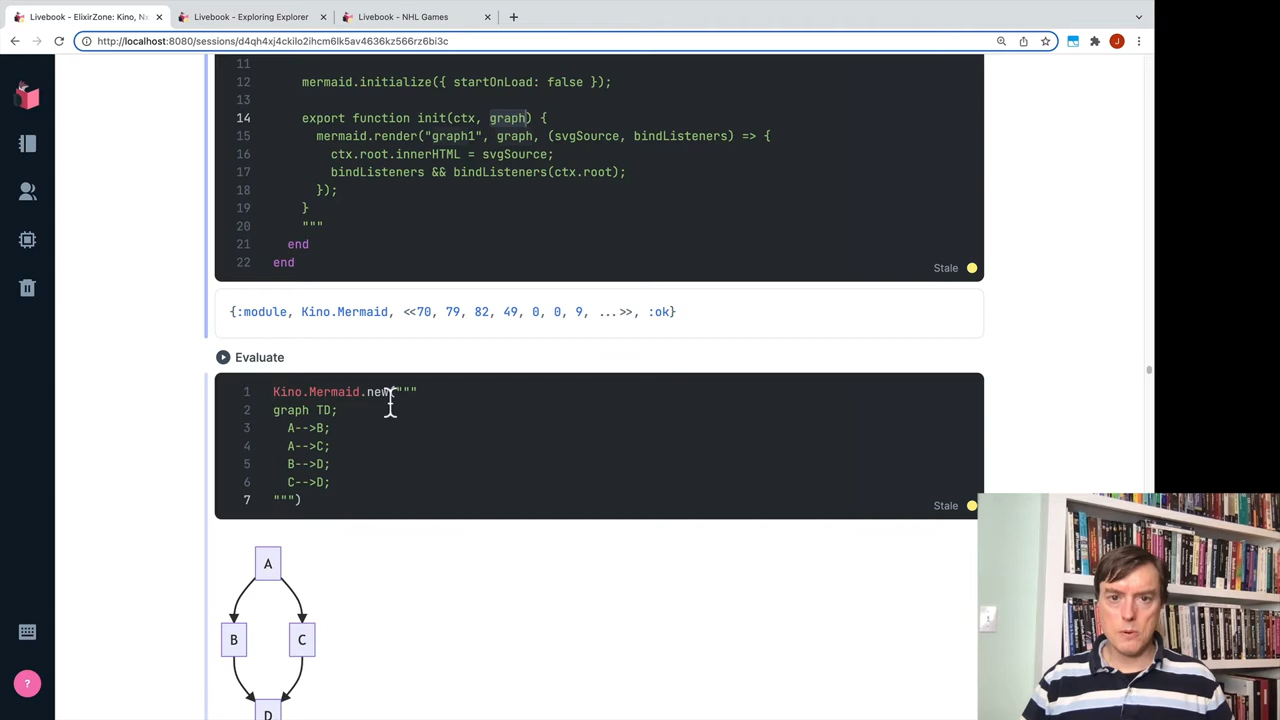 Livebook - ElixirZone: Kino, Nx
Livebook - Exploring Explorer
Livebook - NHL Games
http://localhost:8080/sessions/d4qh4xj4ckilo2ihcm6lk5av4636kz566rz6bi3c
J
11
12 mermaid.initialize({ startOnLoad: false });
13
14 export function init(ctx, graph) {
15 mermaid.render("graph1", graph, (svgSource, bindListeners) => {
16 ctx.root.innerHTML = svgSource;
17 bindListeners && bindListeners(ctx.root);
18 });
19 }
20 """
21 end
22 end
Stale
{:module, Kino.Mermaid, <<70, 79, 82, 49, 0, 0, 9, ...>>, :ok}
Evaluate
1 Kino.Mermaid.new("""
2 graph TD;
3 A-->B;
4 A-->C;
5 B-->D;
6 C-->D;
7 """)
Stale
A
B C
D
?